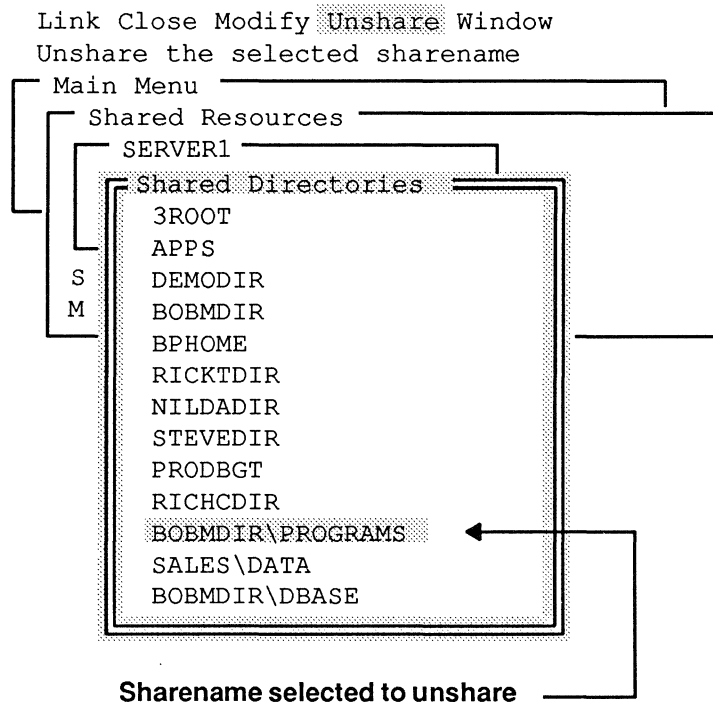 Link Close Modify Unshare Window
Unshare the selected sharename
Main Menu
Shared Resources
SERVER1
Shared Directories
3ROOT
APPS
S
DEMODIR
M
BOBMDIR
BPHOME
RICKTDIR
NILDADIR
STEVEDIR
PRODBGT
RICHCDIR
BOBMDIR\PROGRAMS
SALES\DATA
BOBMDIR\DBASE
Sharename selected to unshare